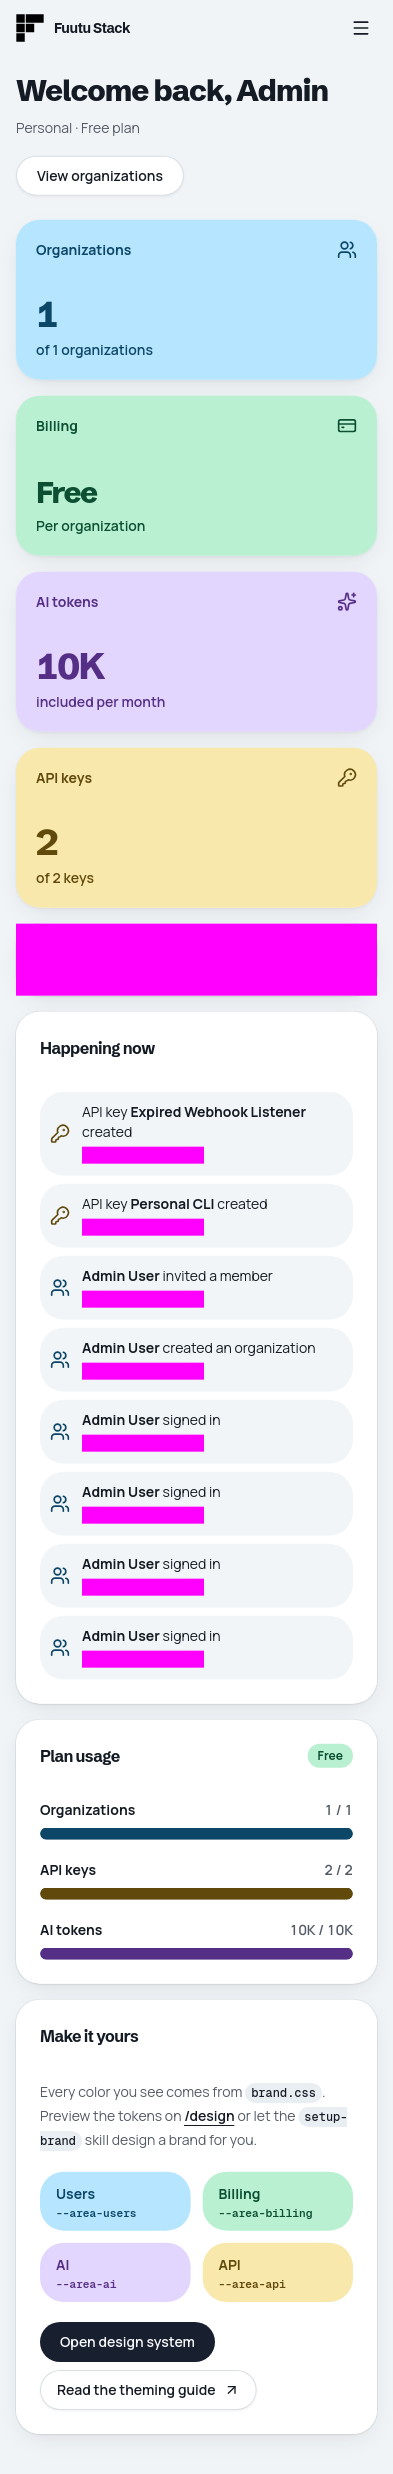 Fuutu Stack
Welcome back, Admin
Personal · Free plan
View organizations
Organizations
1
of 1 organizations
Billing
Free
Per organization
AI tokens
10K
included per month
API keys
2
of 2 keys
Happening now
API key Expired Webhook Listener
created
API key Personal CLI created
Admin User invited a member
Admin User created an organization
Admin User signed in
Admin User signed in
Admin User signed in
Admin User signed in
Plan usage
Free
Organizations
1 / 1
API keys
2 / 2
AI tokens
10K / 10K
Make it yours
Every color you see comes from brand.css.
Preview the tokens on /design or let the setup-
brand skill design a brand for you.
Users
--area-users
Billing
--area-billing
AI
--area-ai
API
--area-api
Open design system
Read the theming guide